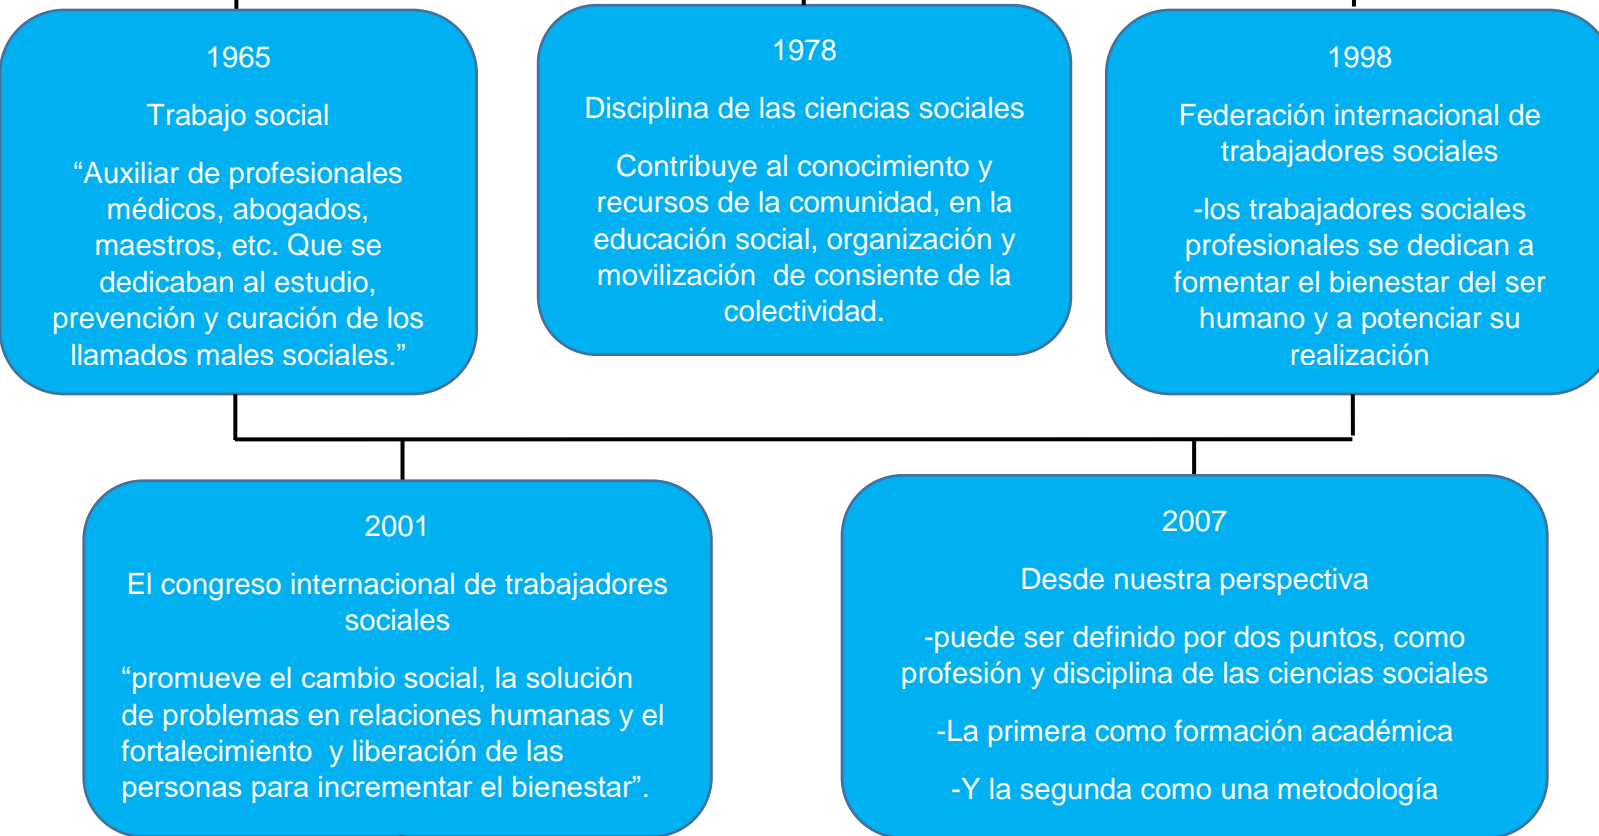 1965
Trabajo social
“Auxiliar de profesionales
médicos, abogados,
maestros, etc. Que se
dedicaban al estudio,
prevención y curación de los
llamados males sociales.”
1978
Disciplina de las ciencias sociales
Contribuye al conocimiento y
recursos de la comunidad, en la
educación social, organización y
movilización  de consiente de la
colectividad.
1998
Federación internacional de
trabajadores sociales
-los trabajadores sociales
profesionales se dedican a
fomentar el bienestar del ser
humano y a potenciar su
realización
2001
El congreso internacional de trabajadores
sociales
“promueve el cambio social, la solución
de problemas en relaciones humanas y el
fortalecimiento  y liberación de las
personas para incrementar el bienestar”.
2007
Desde nuestra perspectiva
-puede ser definido por dos puntos, como
profesión y disciplina de las ciencias sociales
-La primera como formación académica
-Y la segunda como una metodología